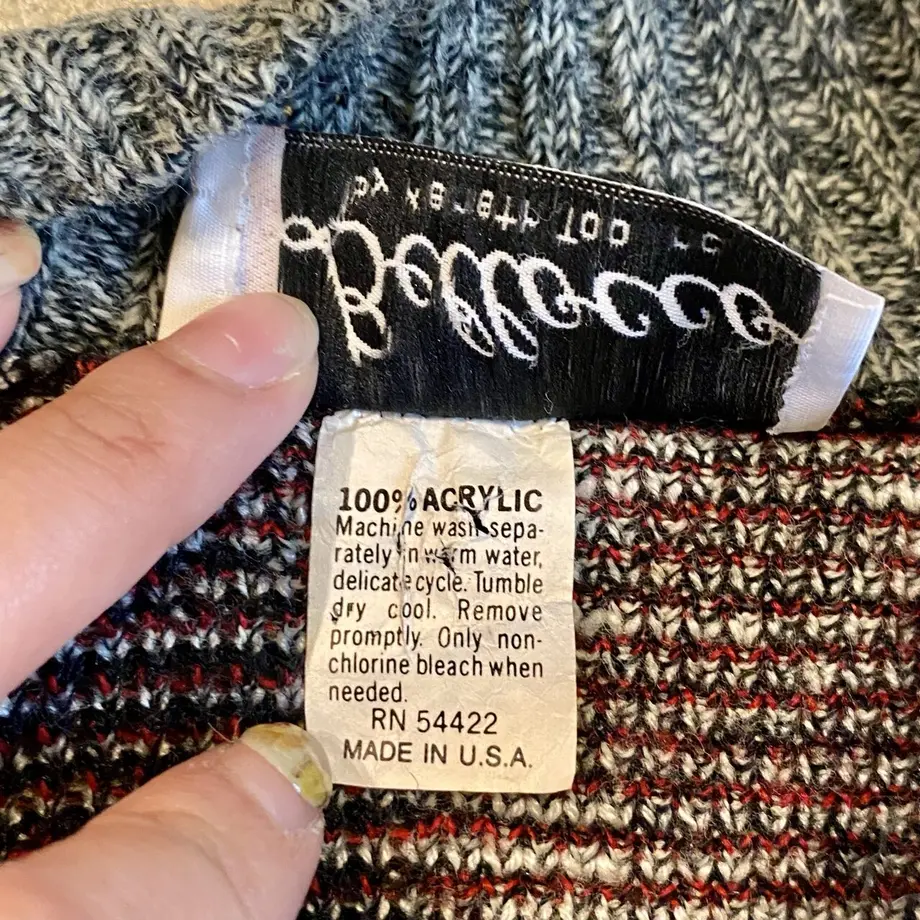 100% ACRYLIC
Machine wash sepa-
rately in warm water,
delicate cycle. Tumble
dry cool. Remove
promptly. Only non-
chlorine bleach when
needed.
RN 54422
MADE IN U.S.A.